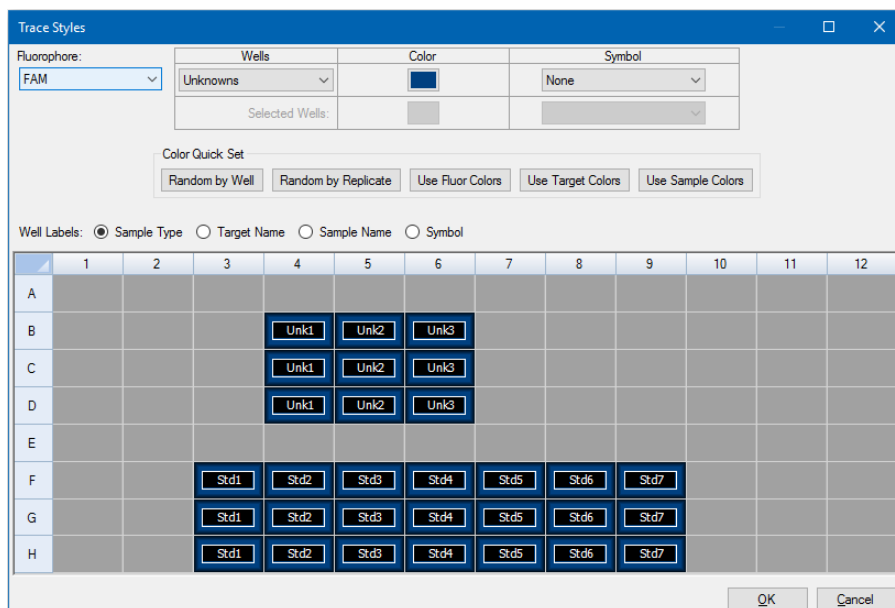 Trace Styles
Fluorophore:
FAM
Wells Color Symbol
Unknowns None
Selected Wells:
Color Quick Set
Random by Well Random by Replicate Use Fluor Colors Use Target Colors Use Sample Colors
Well Labels: Sample Type Target Name Sample Name Symbol
1 2 3 4 5 6 7 8 9 10 11 12
A
B Unk1 Unk2 Unk3
C Unk1 Unk2 Unk3
D Unk1 Unk2 Unk3
E
F Std1 Std2 Std3 Std4 Std5 Std6 Std7
G Std1 Std2 Std3 Std4 Std5 Std6 Std7
H Std1 Std2 Std3 Std4 Std5 Std6 Std7
OK Cancel